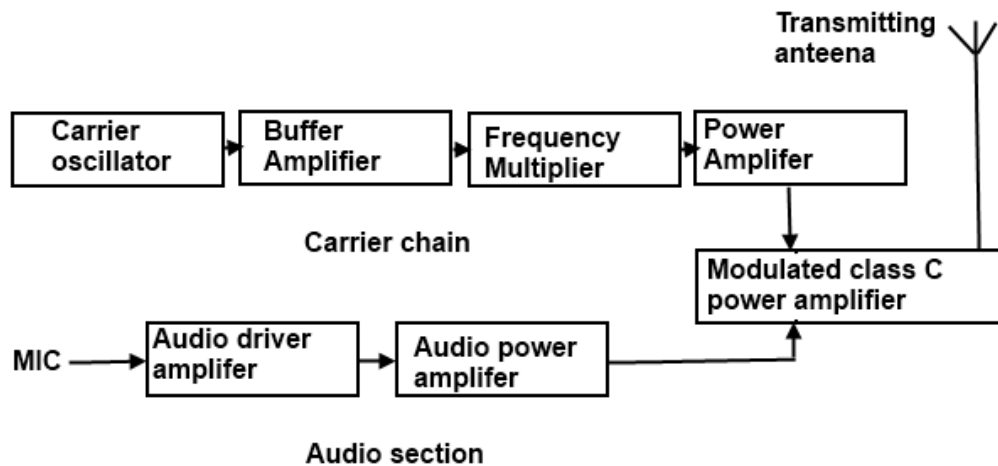 Transmitting
anteena
Carrier
oscillator
Buffer
Amplifier
Frequency
Multiplier
Power
Amplifer
Carrier chain
Modulated class C
power amplifier
MIC
Audio driver
amplifer
Audio power
amplifer
Audio section